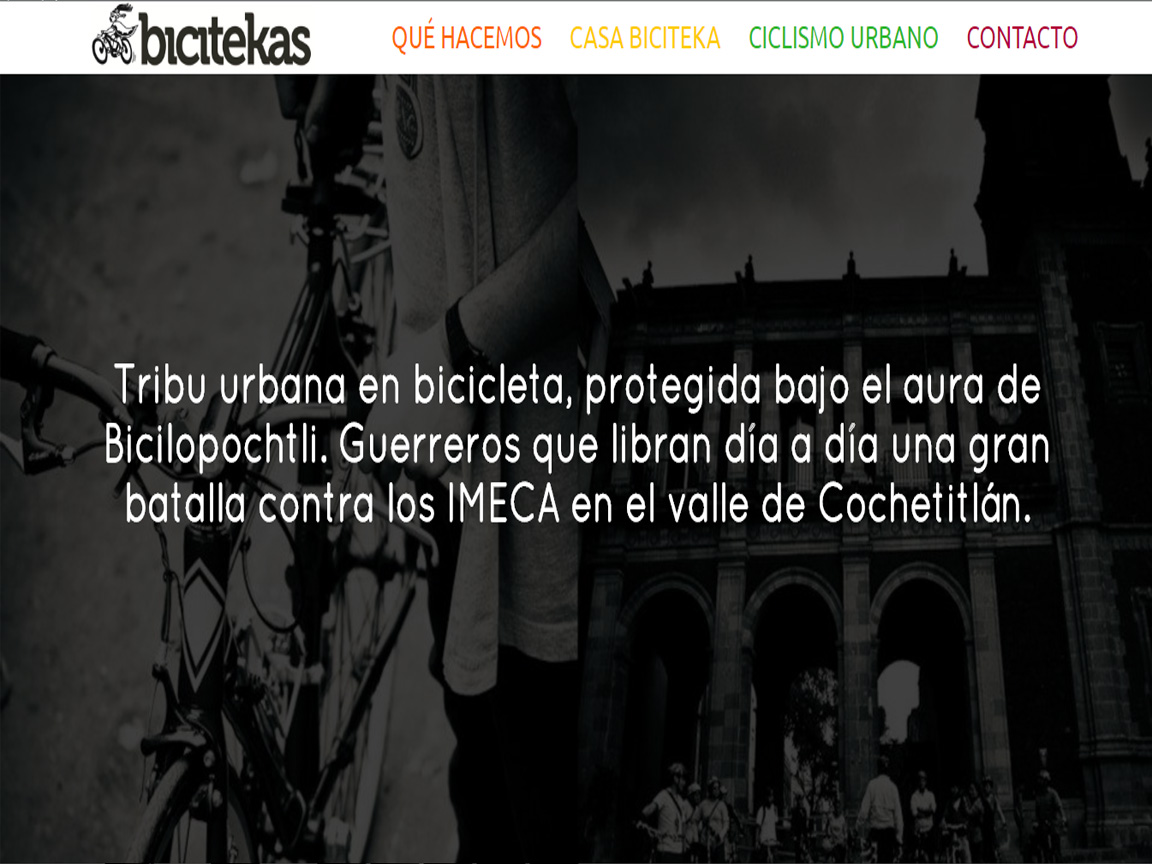 bicitekas
QUÉ HACEMOS CASA BICITEKA CICLISMO URBANO CONTACTO
Tribu urbana en bicicleta, protegida bajo el aura de
Bicilopochtli. Guerreros que libran día a día una gran
batalla contra los IMECA en el valle de Cochetitlán.